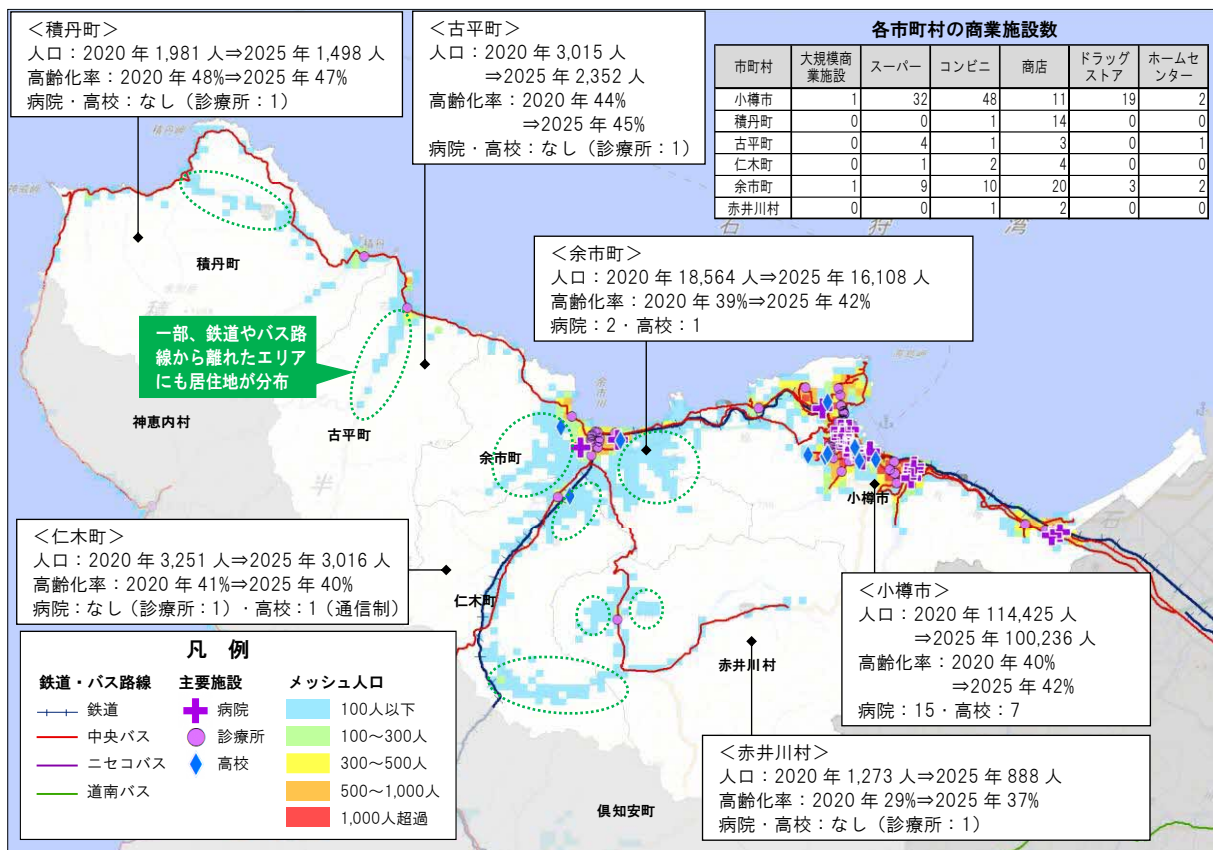 ＜積丹町＞
人口：2020 年 1,981 人⇒2025 年 1,498 人
高齢化率：2020 年 48%⇒2025 年 47%
病院・高校：なし（診療所：1）
＜古平町＞
人口：2020 年 3,015 人
⇒2025 年 2,352 人
高齢化率：2020 年 44%
⇒2025 年 45%
病院・高校：なし（診療所：1）
各市町村の商業施設数
市町村 大規模商業施設 スーパー コンビニ 商店 ドラッグストア ホームセンター
小樽市 1 32 48 11 19 2
積丹町 0 0 1 14 0 0
古平町 0 4 1 3 0 1
仁木町 0 1 2 4 0 0
余市町 1 9 10 20 3 2
赤井川村 0 0 1 2 0 0
石狩湾
積丹岬
神威岬
積丹
積丹町
＜余市町＞
人口：2020 年 18,564 人⇒2025 年 16,108 人
高齢化率：2020 年 39%⇒2025 年 42%
病院：2・高校：1
一部、鉄道やバス路
線から離れたエリア
にも居住地が分布
神恵内村
古平町
余市町
余市川
小樽市
石
積
半
＜仁木町＞
人口：2020 年 3,251 人⇒2025 年 3,016 人
高齢化率：2020 年 41%⇒2025 年 40%
病院：なし（診療所：1）・高校：1（通信制）
仁木町
赤井川村
倶知安町
＜小樽市＞
人口：2020 年 114,425 人
⇒2025 年 100,236 人
高齢化率：2020 年 40%
⇒2025 年 42%
病院：15・高校：7
＜赤井川村＞
人口：2020 年 1,273 人⇒2025 年 888 人
高齢化率：2020 年 29%⇒2025 年 37%
病院・高校：なし（診療所：1）
凡 例
鉄道・バス路線 主要施設 メッシュ人口
鉄道 病院 100人以下
中央バス 診療所 100～300人
ニセコバス 高校 300～500人
道南バス 500～1,000人
1,000人超過